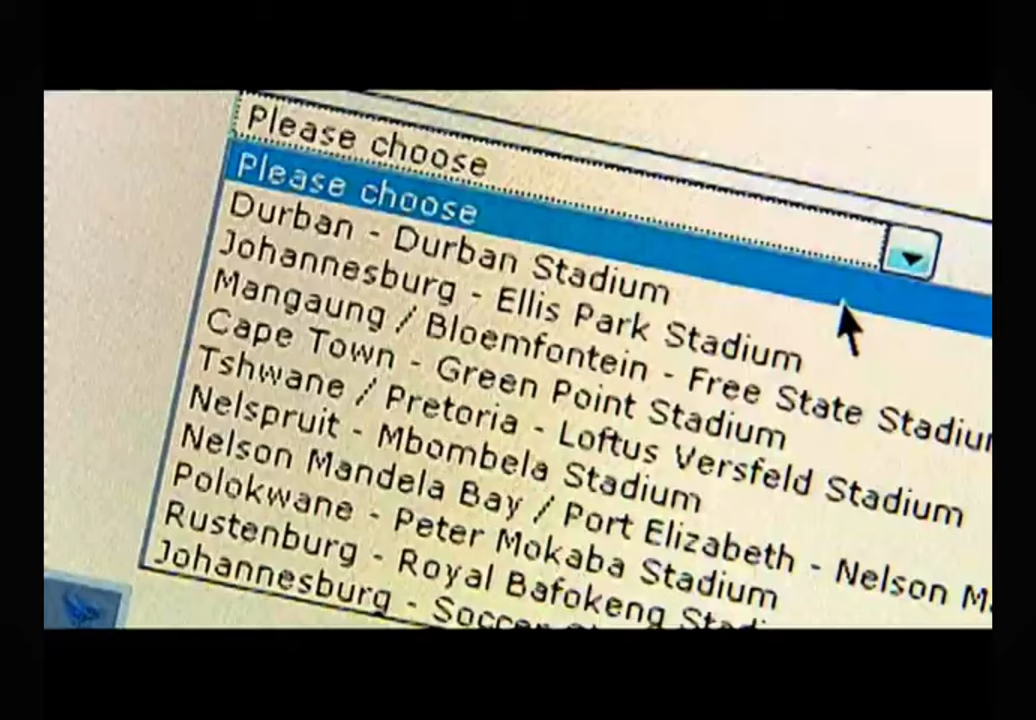 Please choose
Please choose
Durban - Durban Stadium
Johannesburg - Ellis Park Stadium
Mangaung / Bloemfontein - Free State
Cape Town - Green Point Stadium
Tshwane / Pretoria - Loftus Versfeld Stadium
Nelspruit - Mbombela Stadium
Nelson Mandela Bay / Port Elizabeth - Nelson
Polokwane - Peter Mokaba Stadium
Rustenburg - Royal Bafokeng
Johannesburg -